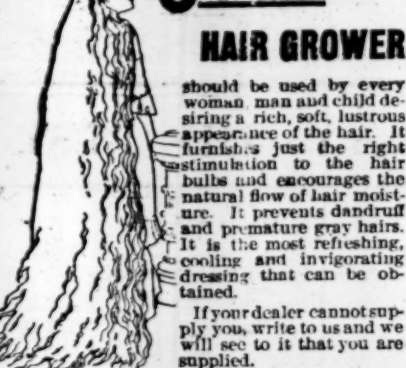 HAIR GROWER
should be used by every
woman man and child de-
siring a rich, soft, lustrous
appearance of the hair. It
furnishes just the right
stimulation to the hair
bulbs and encourages the
natural flow of hair moist-
ure. It prevents dandruff
and premature gray hairs.
It is the most refreshing,
cooling and invigorating
dressing that can be ob-
tained.
If your dealer cannot sup-
ply you, write to us and we
will see to it that you are
supplied.